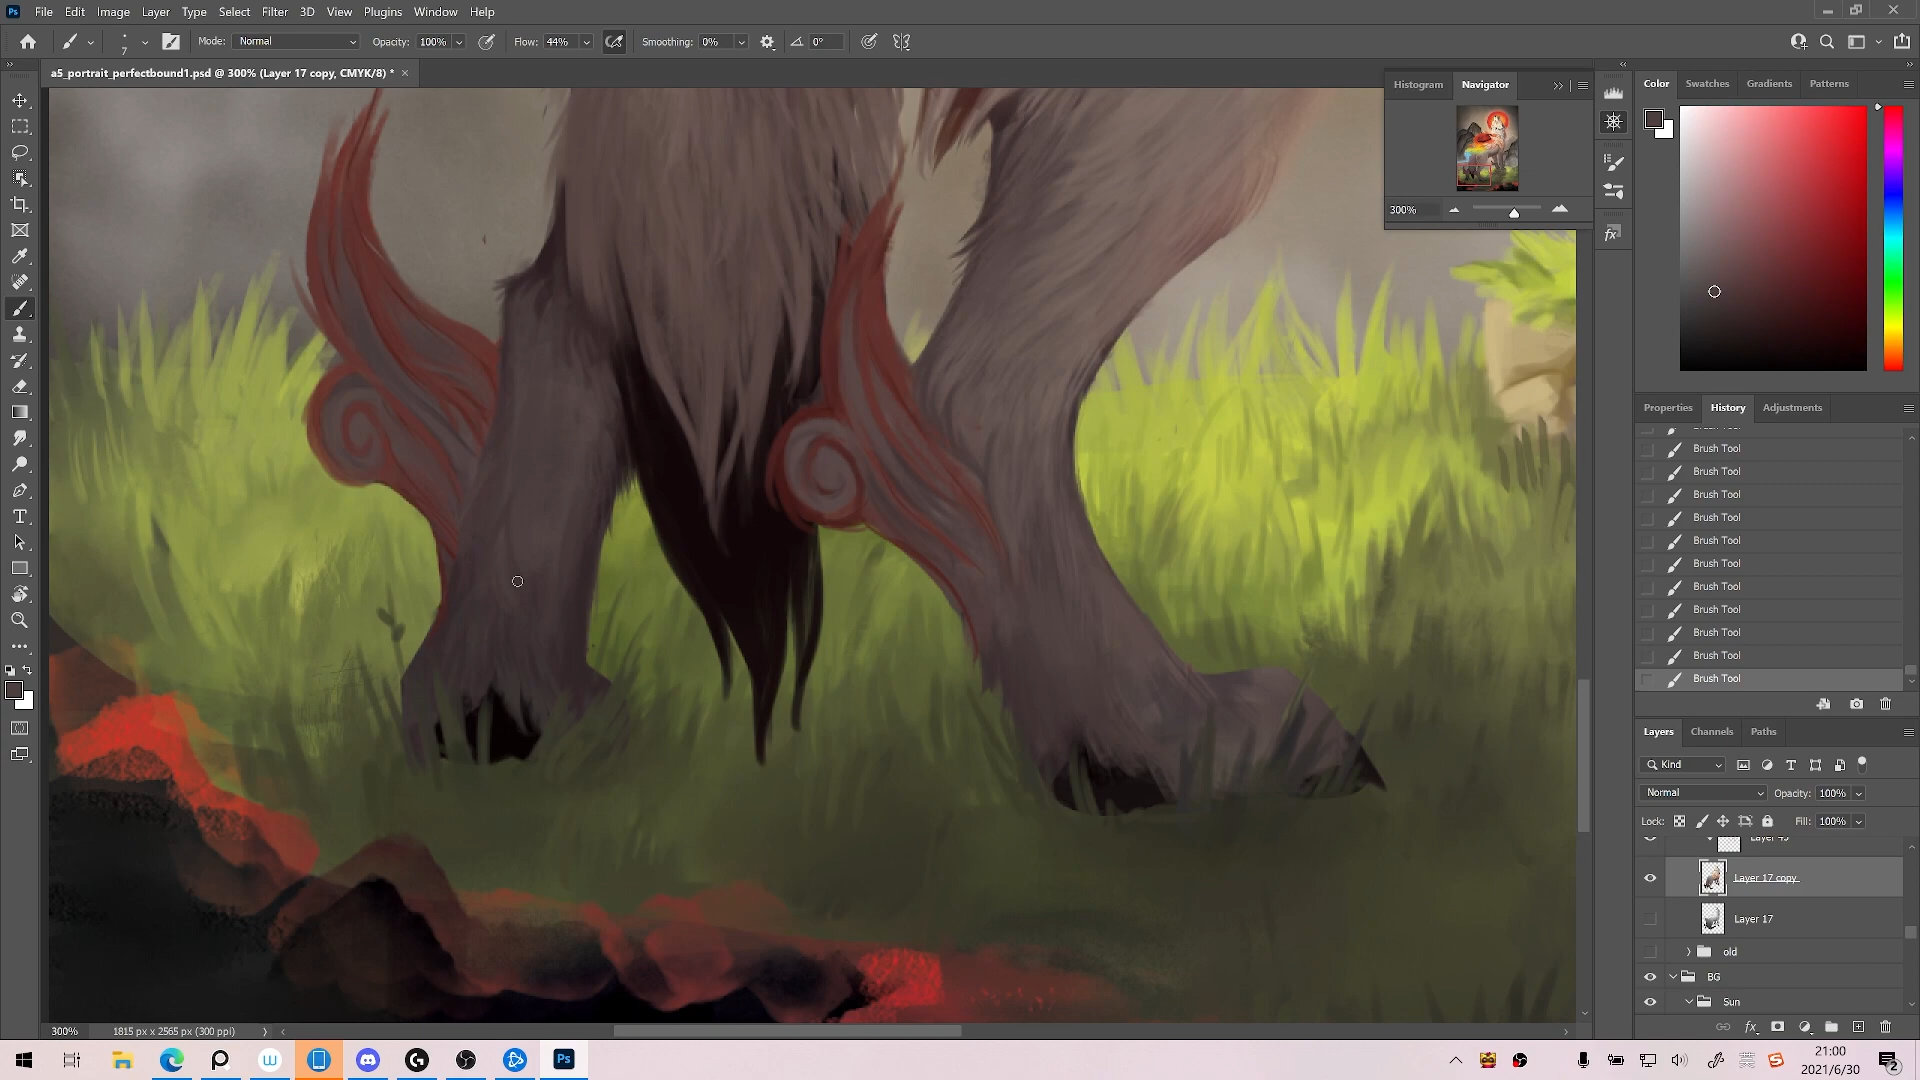 File Edit Image Layer Type Select Filter 3D View Plugins Window Help
7 Mode: Normal Opacity: 100% Flow: 44% Smoothing: 0% 0°
a5_portrait_perfectbound1.psd @ 300% (Layer 17 copy, CMYK/8) * ×
Histogram Navigator
300%
Color Swatches Gradients Patterns
Properties History Adjustments
Brush Tool
Brush Tool
Brush Tool
Brush Tool
Brush Tool
Brush Tool
Brush Tool
Brush Tool
Brush Tool
Brush Tool
Brush Tool
Layers Channels Paths
Kind
Normal Opacity: 100%
Lock: Fill: 100%
Layer 17 copy
Layer 17
old
BG
Sun
300% 1815 px x 2565 px (300 ppi)
Ps
21:00
2021/6/30
2